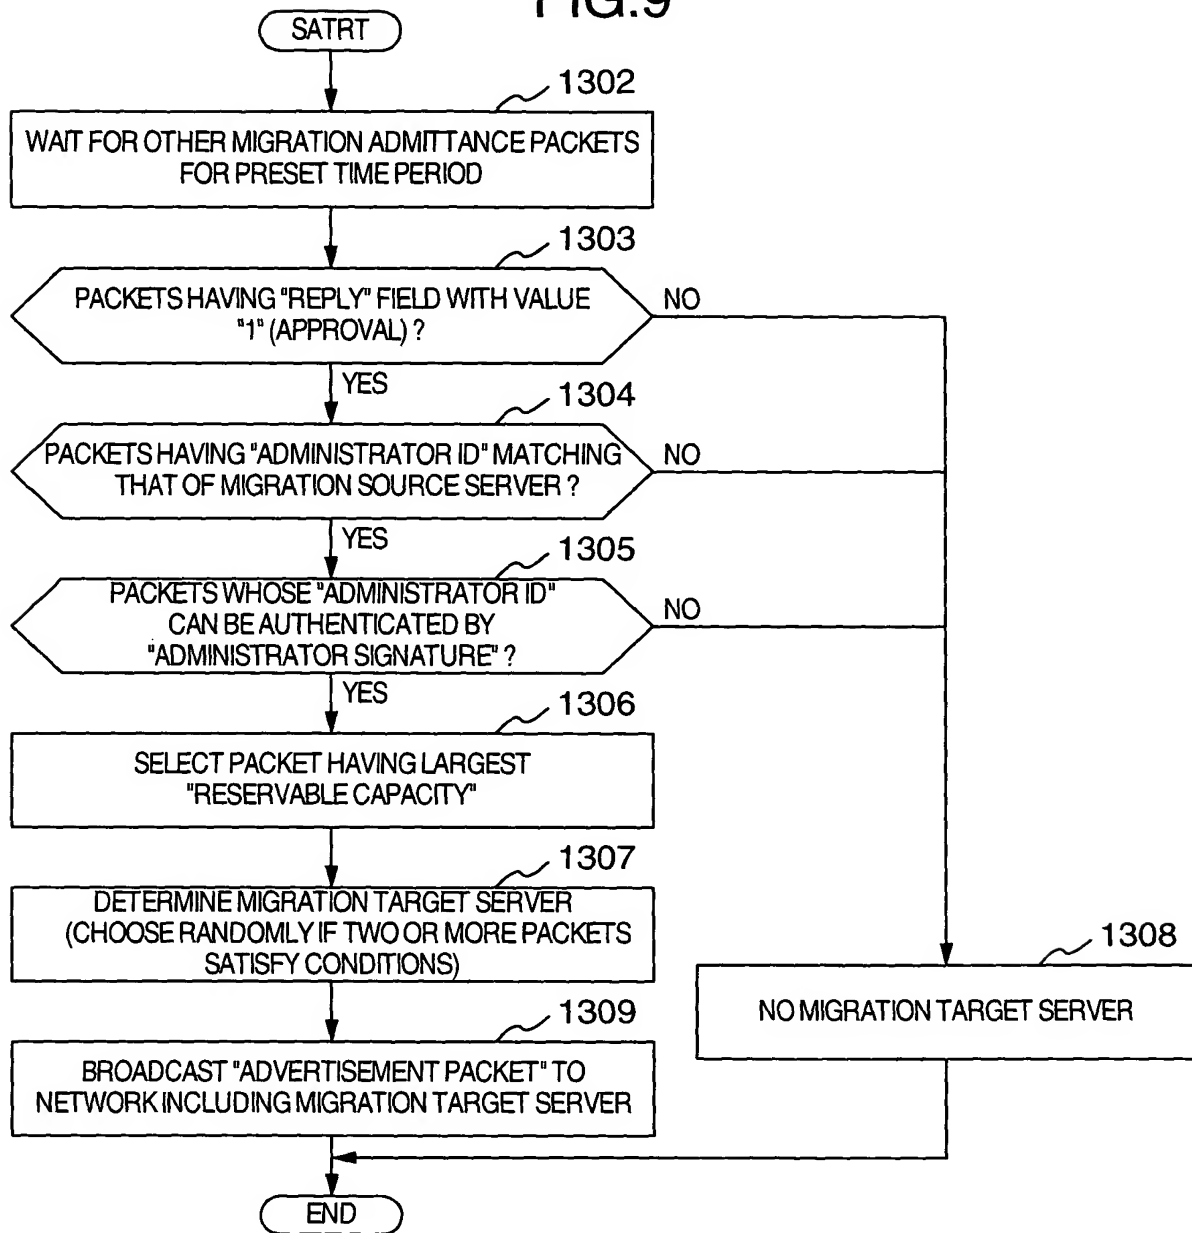 FIG.9
SATRT
1302
WAIT FOR OTHER MIGRATION ADMITTANCE PACKETS
FOR PRESET TIME PERIOD
1303
PACKETS HAVING "REPLY" FIELD WITH VALUE
"1" (APPROVAL) ?
NO
YES
1304
PACKETS HAVING "ADMINISTRATOR ID" MATCHING
THAT OF MIGRATION SOURCE SERVER ?
NO
YES
1305
PACKETS WHOSE "ADMINISTRATOR ID"
CAN BE AUTHENTICATED BY
"ADMINISTRATOR SIGNATURE" ?
NO
YES
1306
SELECT PACKET HAVING LARGEST
"RESERVABLE CAPACITY"
1307
DETERMINE MIGRATION TARGET SERVER
(CHOOSE RANDOMLY IF TWO OR MORE PACKETS
SATISFY CONDITIONS)
1308
NO MIGRATION TARGET SERVER
1309
BROADCAST "ADVERTISEMENT PACKET" TO
NETWORK INCLUDING MIGRATION TARGET SERVER
END